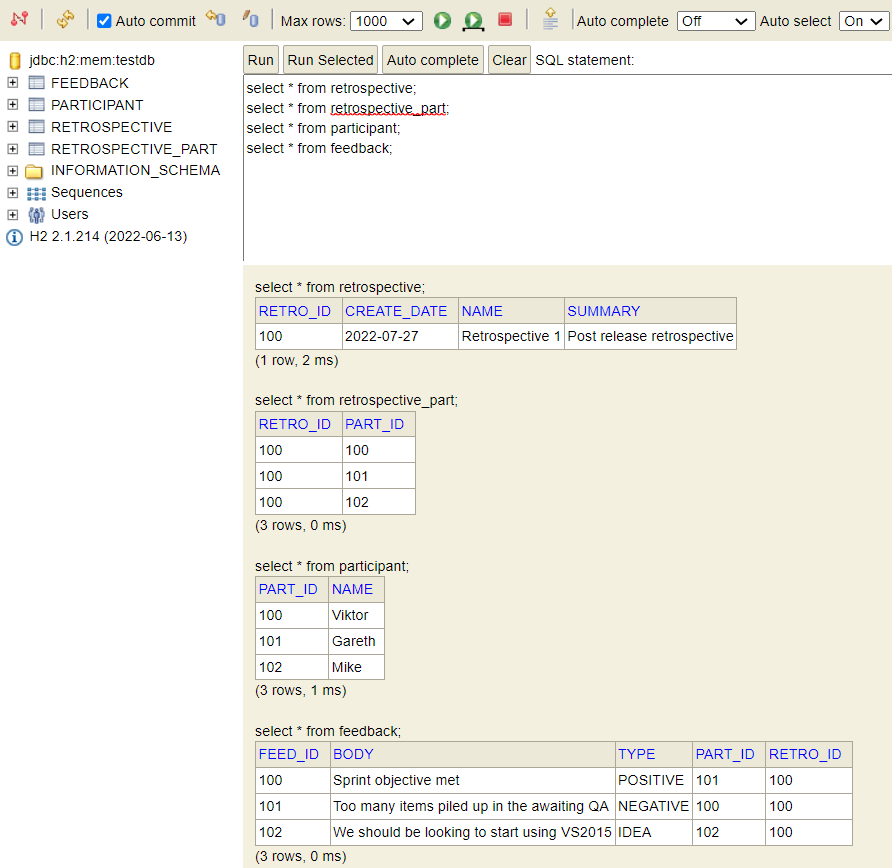 Auto commit Max rows: 1000 Auto complete Off Auto select On
jdbc:h2:mem:testdb
FEEDBACK
PARTICIPANT
RETROSPECTIVE
RETROSPECTIVE_PART
INFORMATION_SCHEMA
Sequences
Users
H2 2.1.214 (2022-06-13)
Run Run Selected Auto complete Clear SQL statement:
select * from retrospective;
select * from retrospective_part;
select * from participant;
select * from feedback;
select * from retrospective;
RETRO_ID CREATE_DATE NAME SUMMARY
100 2022-07-27 Retrospective 1 Post release retrospective
(1 row, 2 ms)
select * from retrospective_part;
RETRO_ID PART_ID
100 100
100 101
100 102
(3 rows, 0 ms)
select * from participant;
PART_ID NAME
100 Viktor
101 Gareth
102 Mike
(3 rows, 1 ms)
select * from feedback;
FEED_ID BODY TYPE PART_ID RETRO_ID
100 Sprint objective met POSITIVE 101 100
101 Too many items piled up in the awaiting QA NEGATIVE 100 100
102 We should be looking to start using VS2015 IDEA 102 100
(3 rows, 0 ms)